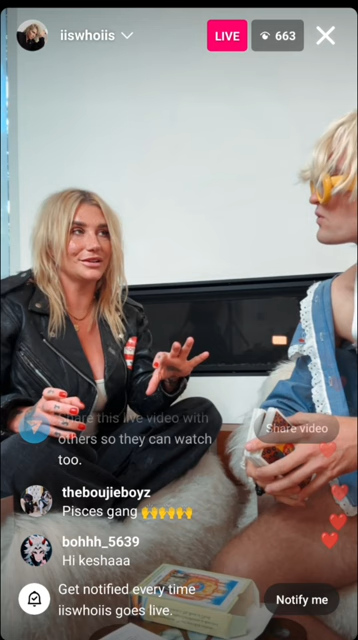 iiswhoiis
LIVE
663
Share this live video with
others so they can watch
too.
Share video
theboujieboyz
Pisces gang 🙌🙌🙌🙌🙌🙌
bohhh_5639
Hi keshaaa
Get notified every time
iiswhoiis goes live.
Notify me